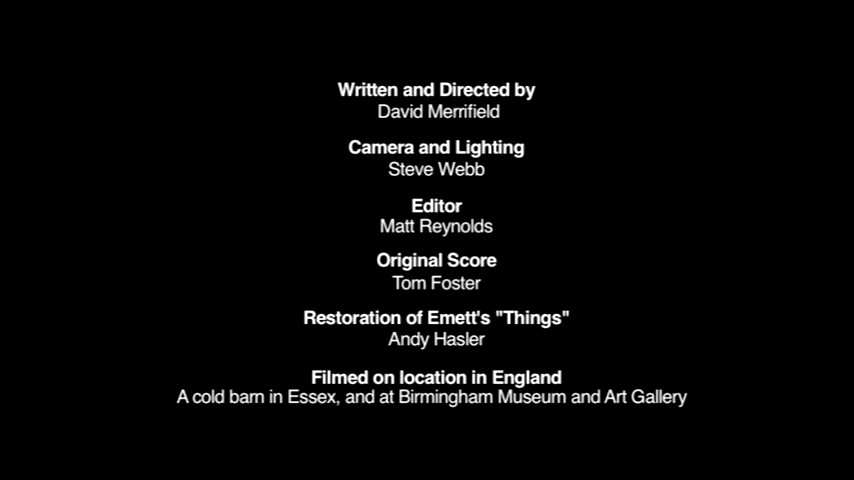 Written and Directed by
David Merrifield
Camera and Lighting
Steve Webb
Editor
Matt Reynolds
Original Score
Tom Foster
Restoration of Emett's "Things"
Andy Hasler
Filmed on location in England
A cold barn in Essex, and at Birmingham Museum and Art Gallery